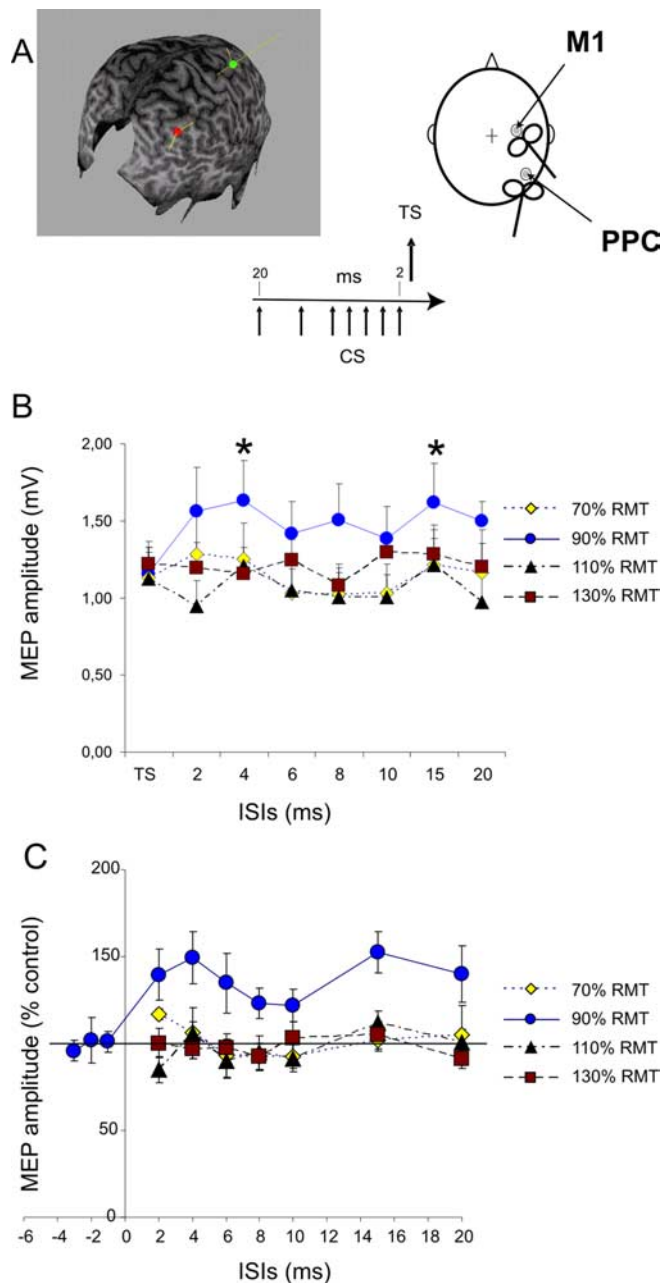 A
M1
PPC
TS
20 ms 2
CS
B
2,00
1,50
1,00
0,50
0,00
MEP amplitude (mV)
* *
TS 2 4 6 8 10 15 20
ISIs (ms)
70% RMT
90% RMT
110% RMT
130% RMT
C
200
150
100
50
0
MEP amplitude (% control)
-6 -4 -2 0 2 4 6 8 10 12 14 16 18 20
ISIs (ms)
70% RMT
90% RMT
110% RMT
130% RMT